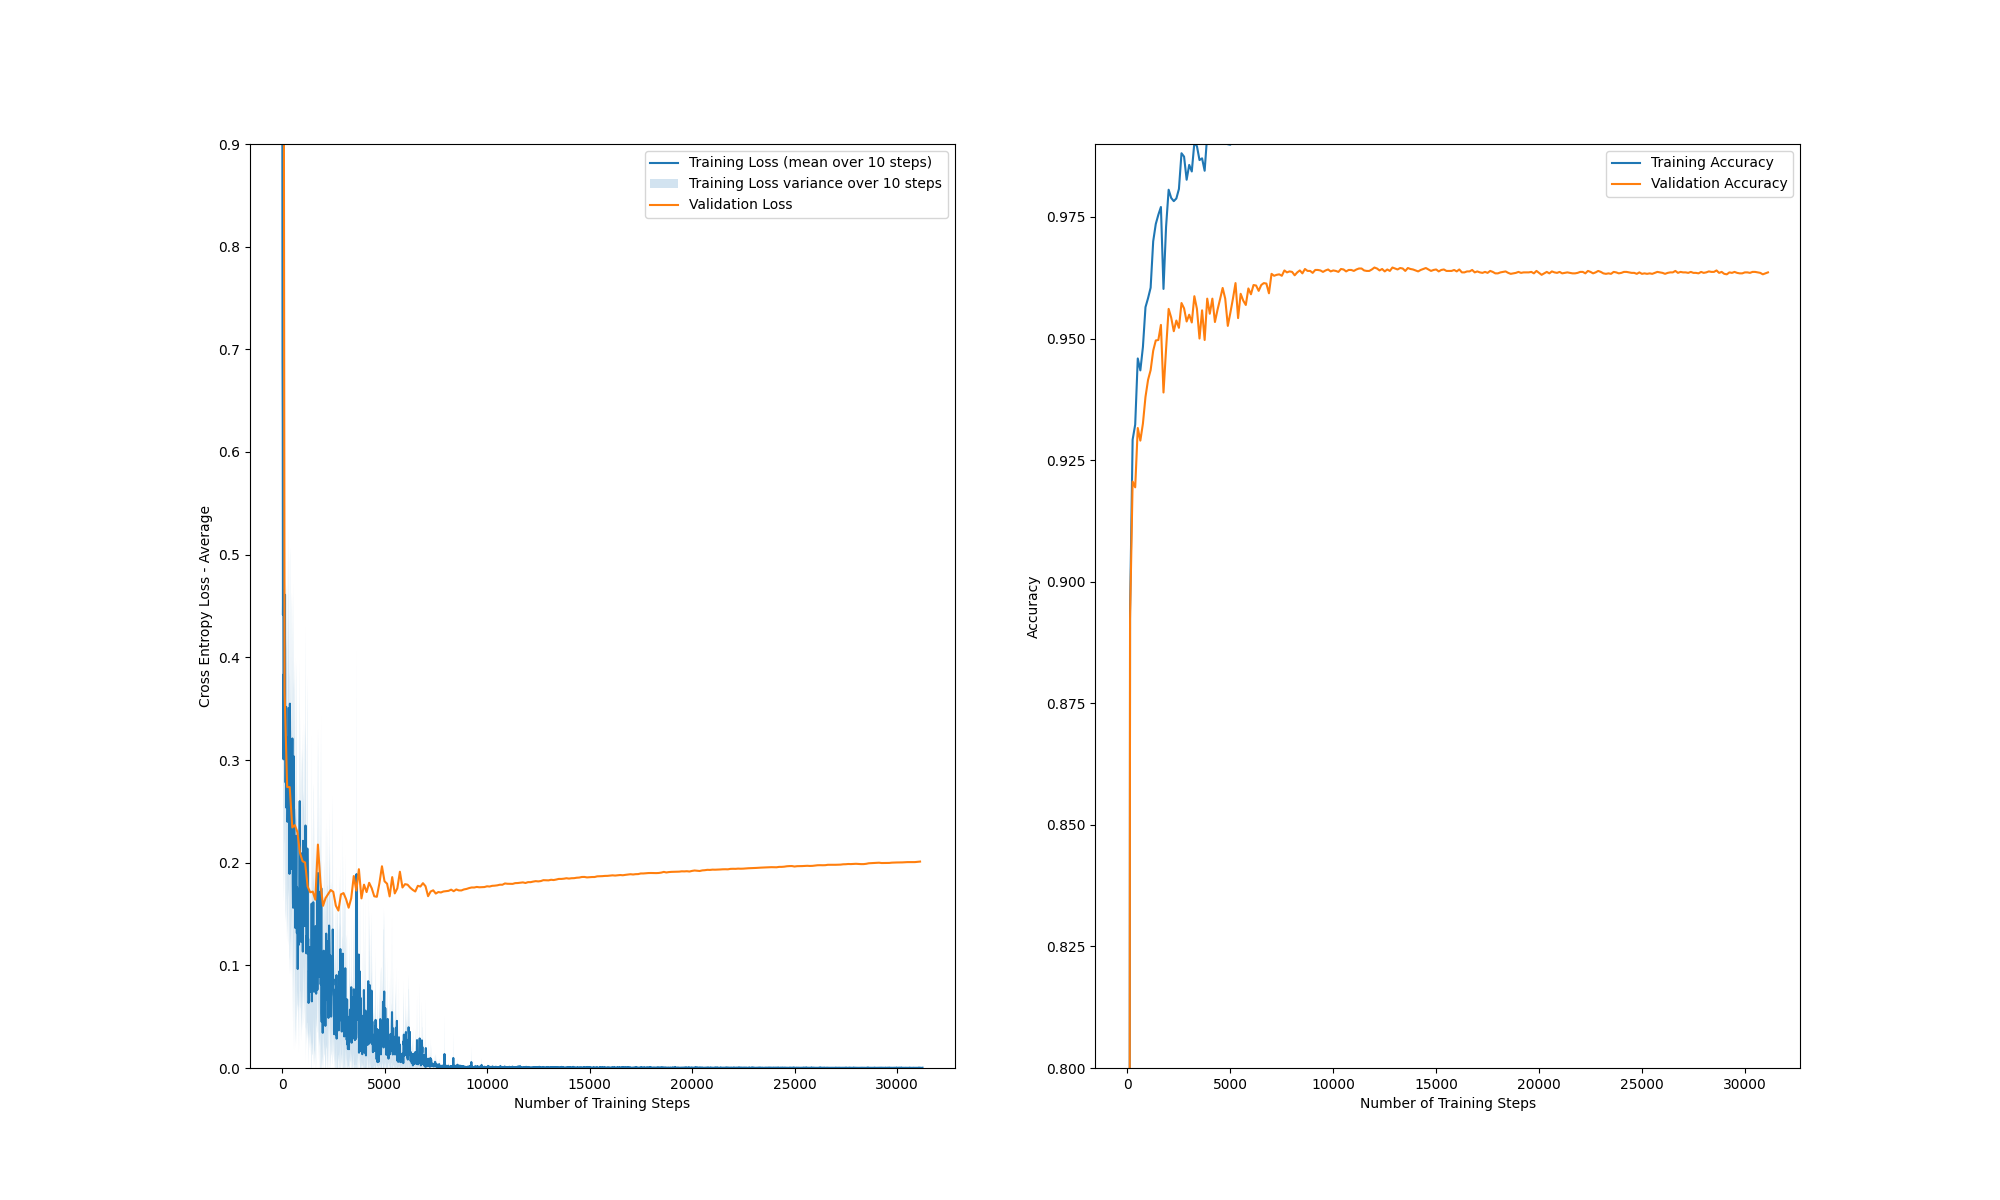 Training Loss (mean over 10 steps)
Training Loss variance over 10 steps
Validation Loss
0.9
0.8
0.7
0.6
0.5
0.4
0.3
0.2
0.1
0.0
Cross Entropy Loss - Average
0 5000 10000 15000 20000 25000 30000
Number of Training Steps
Training Accuracy
Validation Accuracy
0.975
0.950
0.925
0.900
0.875
0.850
0.825
0.800
Accuracy
0 5000 10000 15000 20000 25000 30000
Number of Training Steps